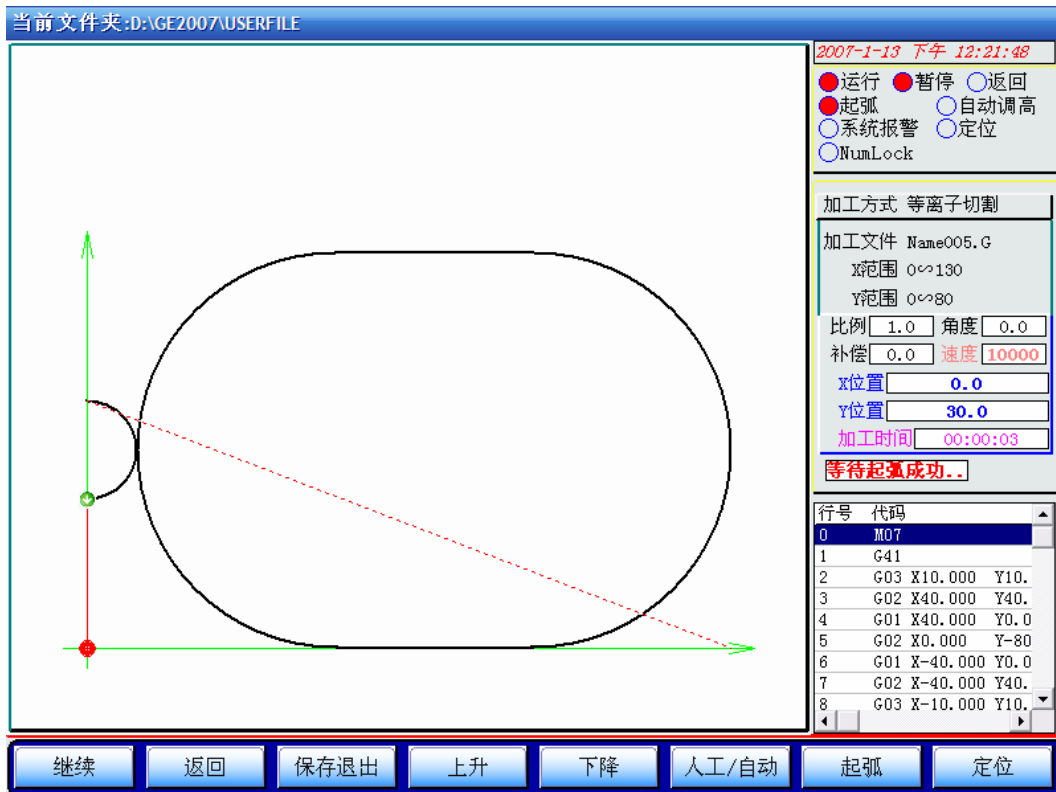 当前文件夹:D:\GE2007\USERFILE
2007-1-13 下午 12:21:48
运行 暂停 返回
起弧 自动调高
系统报警 定位
NumLock
加工方式 等离子切割
加工文件 Name005.G
X范围 0∽130
Y范围 0∽80
比例 1.0 角度 0.0
补偿 0.0 速度 10000
X位置 0.0
Y位置 30.0
加工时间 00:00:03
等待起弧成功..
行号 代码
0 M07
1 G41
2 G03 X10.000 Y10.
3 G02 X40.000 Y40.
4 G01 X40.000 Y0.0
5 G02 X0.000 Y-80
6 G01 X-40.000 Y0.0
7 G02 X-40.000 Y40.
8 G03 X-10.000 Y10.
继续 返回 保存退出 上升 下降 人工/自动 起弧 定位